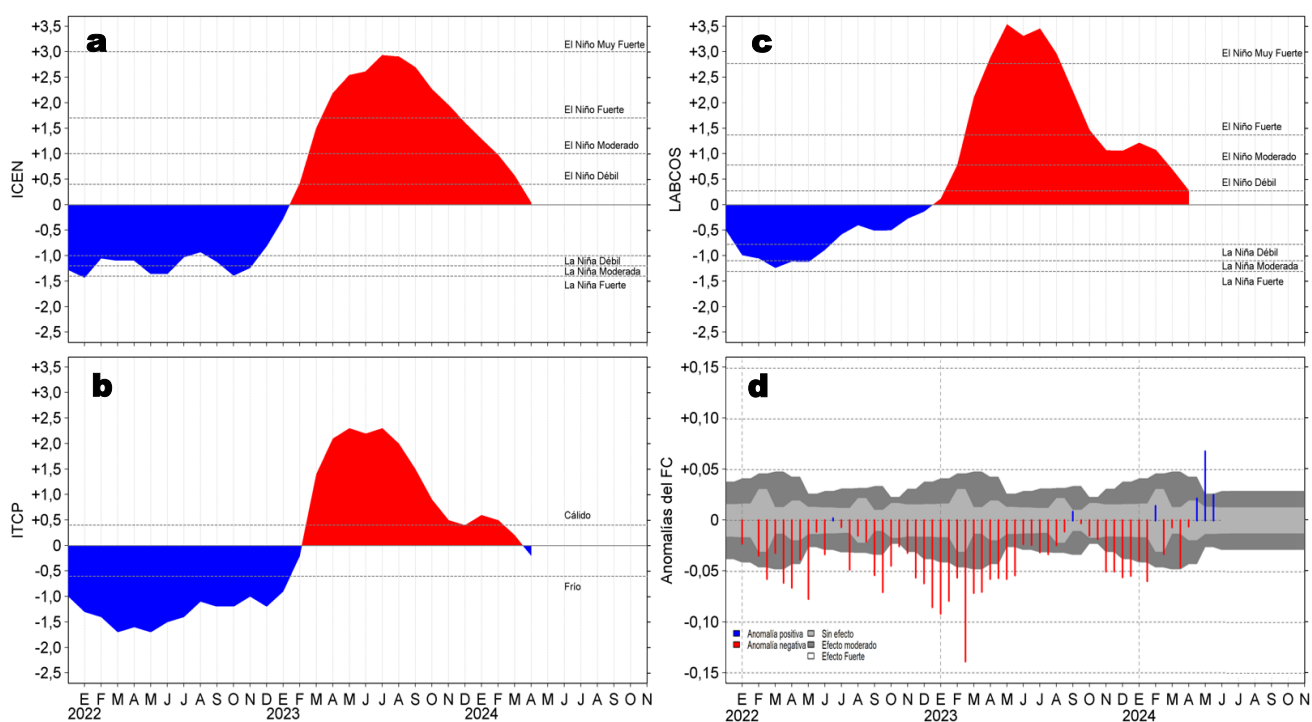 a
ICEN
+3,5
+3,0
+2,5
+2,0
+1,5
+1,0
+0,5
0
-0,5
-1,0
-1,5
-2,0
-2,5
El Niño Muy Fuerte
El Niño Fuerte
El Niño Moderado
El Niño Débil
La Niña Débil
La Niña Moderada
La Niña Fuerte
c
LABCOS
+3,5
+3,0
+2,5
+2,0
+1,5
+1,0
+0,5
0
-0,5
-1,0
-1,5
-2,0
-2,5
El Niño Muy Fuerte
El Niño Fuerte
El Niño Moderado
El Niño Débil
La Niña Débil
La Niña Moderada
La Niña Fuerte
b
ITCP
+3,5
+3,0
+2,5
+2,0
+1,5
+1,0
+0,5
0
-0,5
-1,0
-1,5
-2,0
-2,5
Cálido
Frío
E F M A M J J A S O N D E F M A M J J A S O N D E F M A M J J A S O N
2022 2023 2024
d
Anomalías del FC
+0,15
+0,10
+0,05
0
-0,05
-0,10
-0,15
Anomalía positiva Sin efecto
Anomalía negativa Efecto moderado
Efecto Fuerte
E F M A M J J A S O N D E F M A M J J A S O N D E F M A M J J A S O N
2022 2023 2024